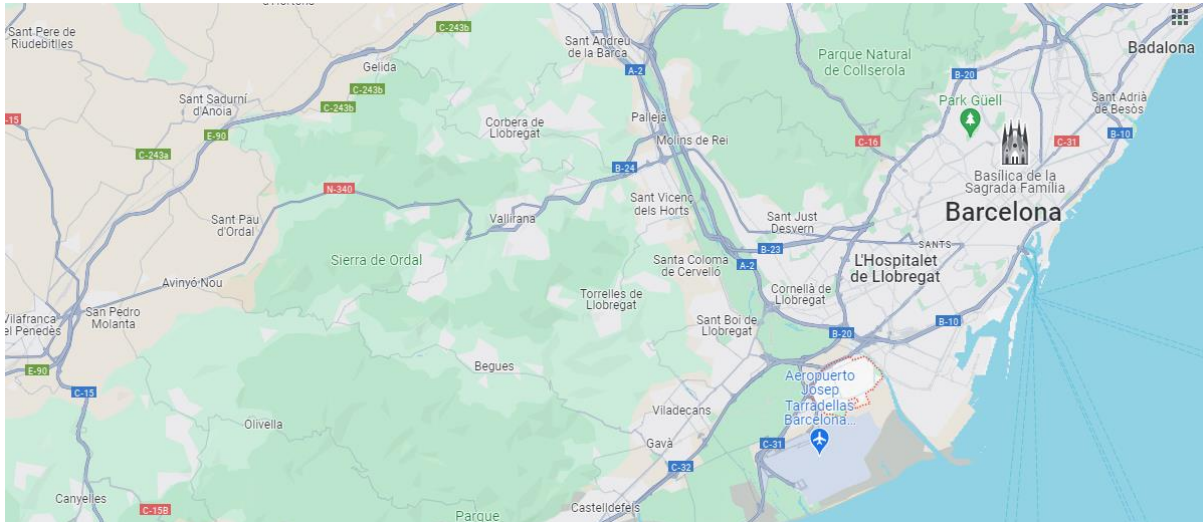 C-243b
Sant Pere de
Riudebitlles
Sant Andreu
de la Barca
Parque Natural
de Collserola
Badalona
Gelida
A-2
B-20
C-243b
Park Güell
Sant Sadurní
d'Anoia
C-243b
Sant Adrià
de Besòs
C-15
Corbera de
Llobregat
Pallejà
E-90
Molins de Rei
C-16
C-31
B-10
C-243a
B-24
Basílica de la
Sagrada Família
N-340
Sant Vicenç
dels Horts
Barcelona
Sant Pau
d'Ordal
Vallirana
Sant Just
Desvern
SANTS
B-23
Sierra de Ordal
Santa Coloma
de Cervelló
A-2
L'Hospitalet
de Llobregat
Avinyó Nou
Torrelles de
Llobregat
Cornellà de
Llobregat
San Pedro
Molanta
Vilafranca
del Penedès
Sant Boi de
Llobregat
B-10
B-20
E-90
Begues
Aeropuerto
Josep
Tarradellas
Barcelona...
C-15
Viladecans
Olivella
Gavà
C-31
C-32
Canyelles
Castelldefels
C-15B
Parque